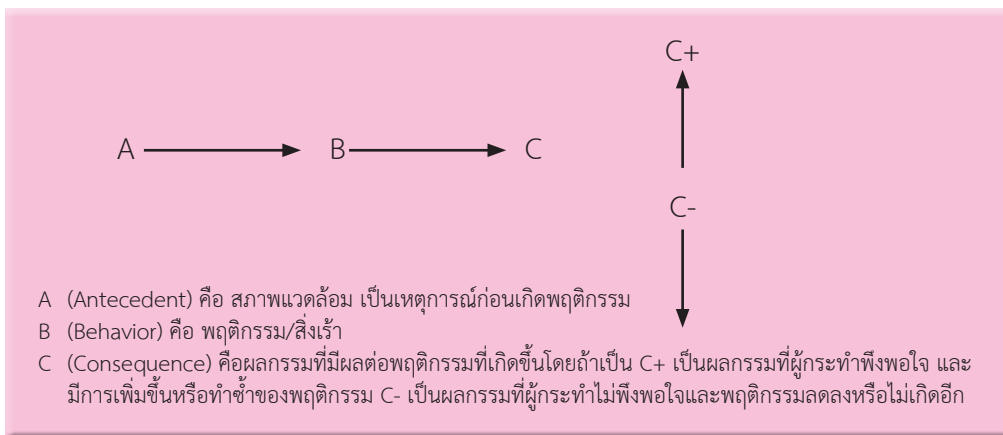 C+
A B C
C-
A (Antecedent) คือ สภาพแวดล้อม เป็นเหตุการณ์ก่อนเกิดพฤติกรรม
B (Behavior) คือ พฤติกรรม/สิ่งเร้า
C (Consequence) คือผลกรรมที่มีผลต่อพฤติกรรมที่เกิดขึ้นโดยถ้าเป็น C+ เป็นผลกรรมที่ผู้กระทำพึงพอใจ และ
มีการเพิ่มขึ้นหรือทำซ้ำของพฤติกรรม C- เป็นผลกรรมที่ผู้กระทำไม่พึงพอใจและพฤติกรรมลดลงหรือไม่เกิดอีก